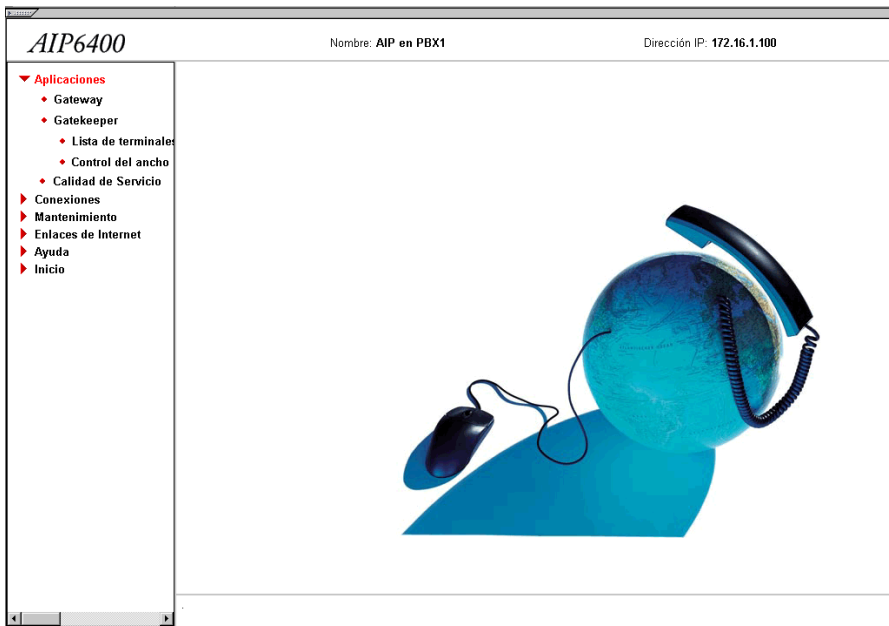 AIP6400
Nombre: AIP en PBX1
Dirección IP: 172.16.1.100
Aplicaciones
Gateway
Gatekeeper
Lista de terminales
Control del ancho
Calidad de Servicio
Conexiones
Mantenimiento
Enlaces de Internet
Ayuda
Inicio